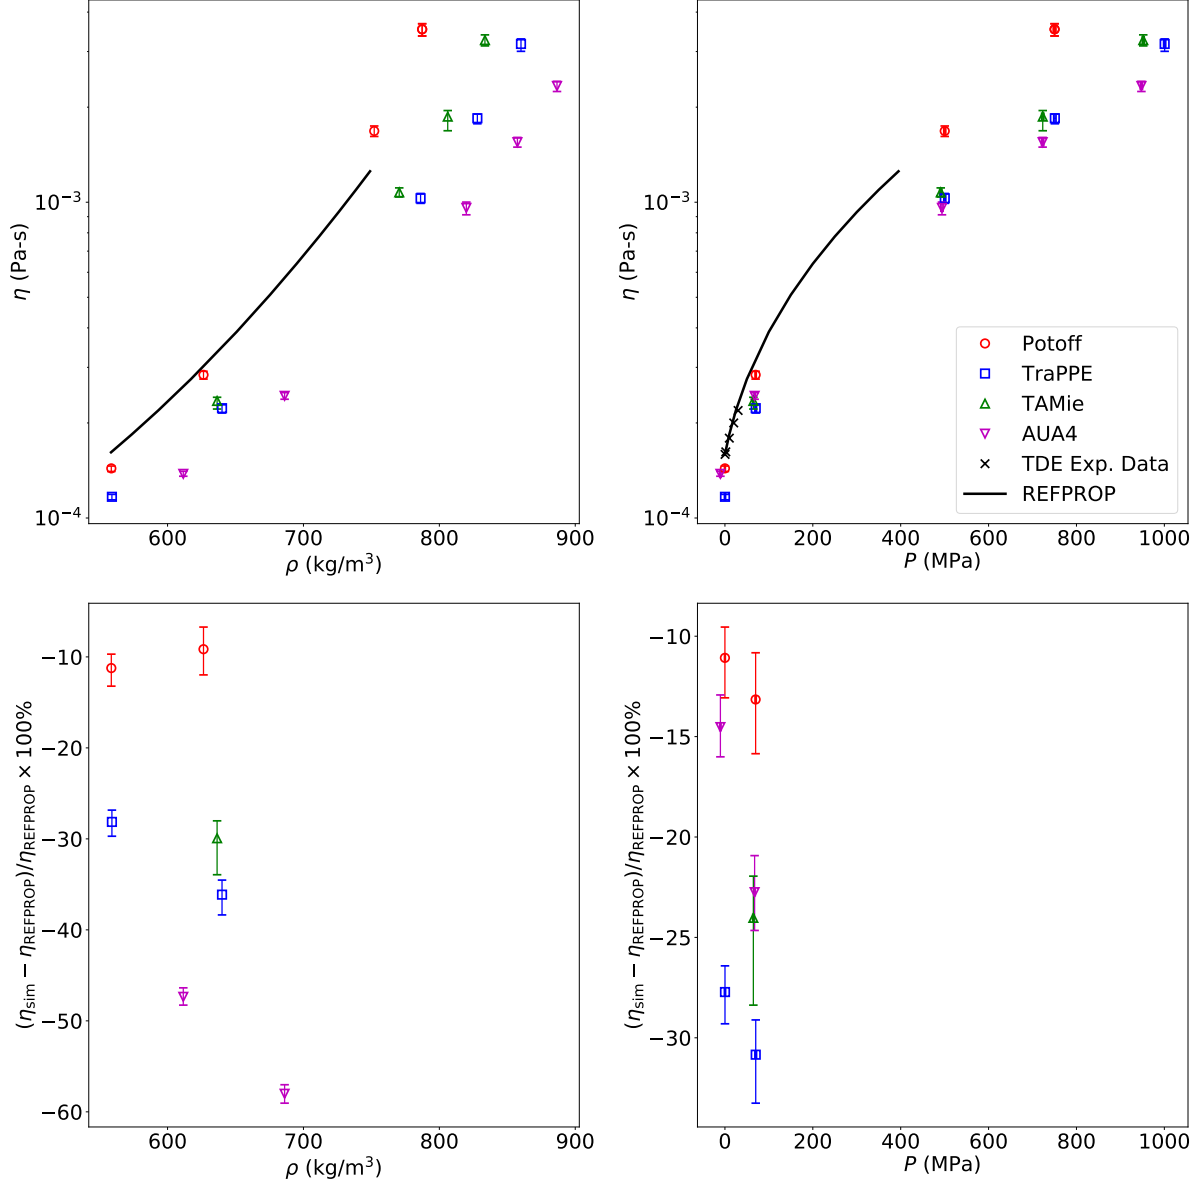 10⁻³
10⁻⁴
η (Pa-s)
600
700
800
900
ρ (kg/m³)
10⁻³
10⁻⁴
η (Pa-s)
0
200
400
600
800
1000
P (MPa)
Potoff
TraPPE
TAMie
AUA4
TDE Exp. Data
REFPROP
−10
−20
−30
−40
−50
−60
(η_sim − η_REFPROP)/η_REFPROP × 100%
600
700
800
900
ρ (kg/m³)
−10
−15
−20
−25
−30
(η_sim − η_REFPROP)/η_REFPROP × 100%
0
200
400
600
800
1000
P (MPa)